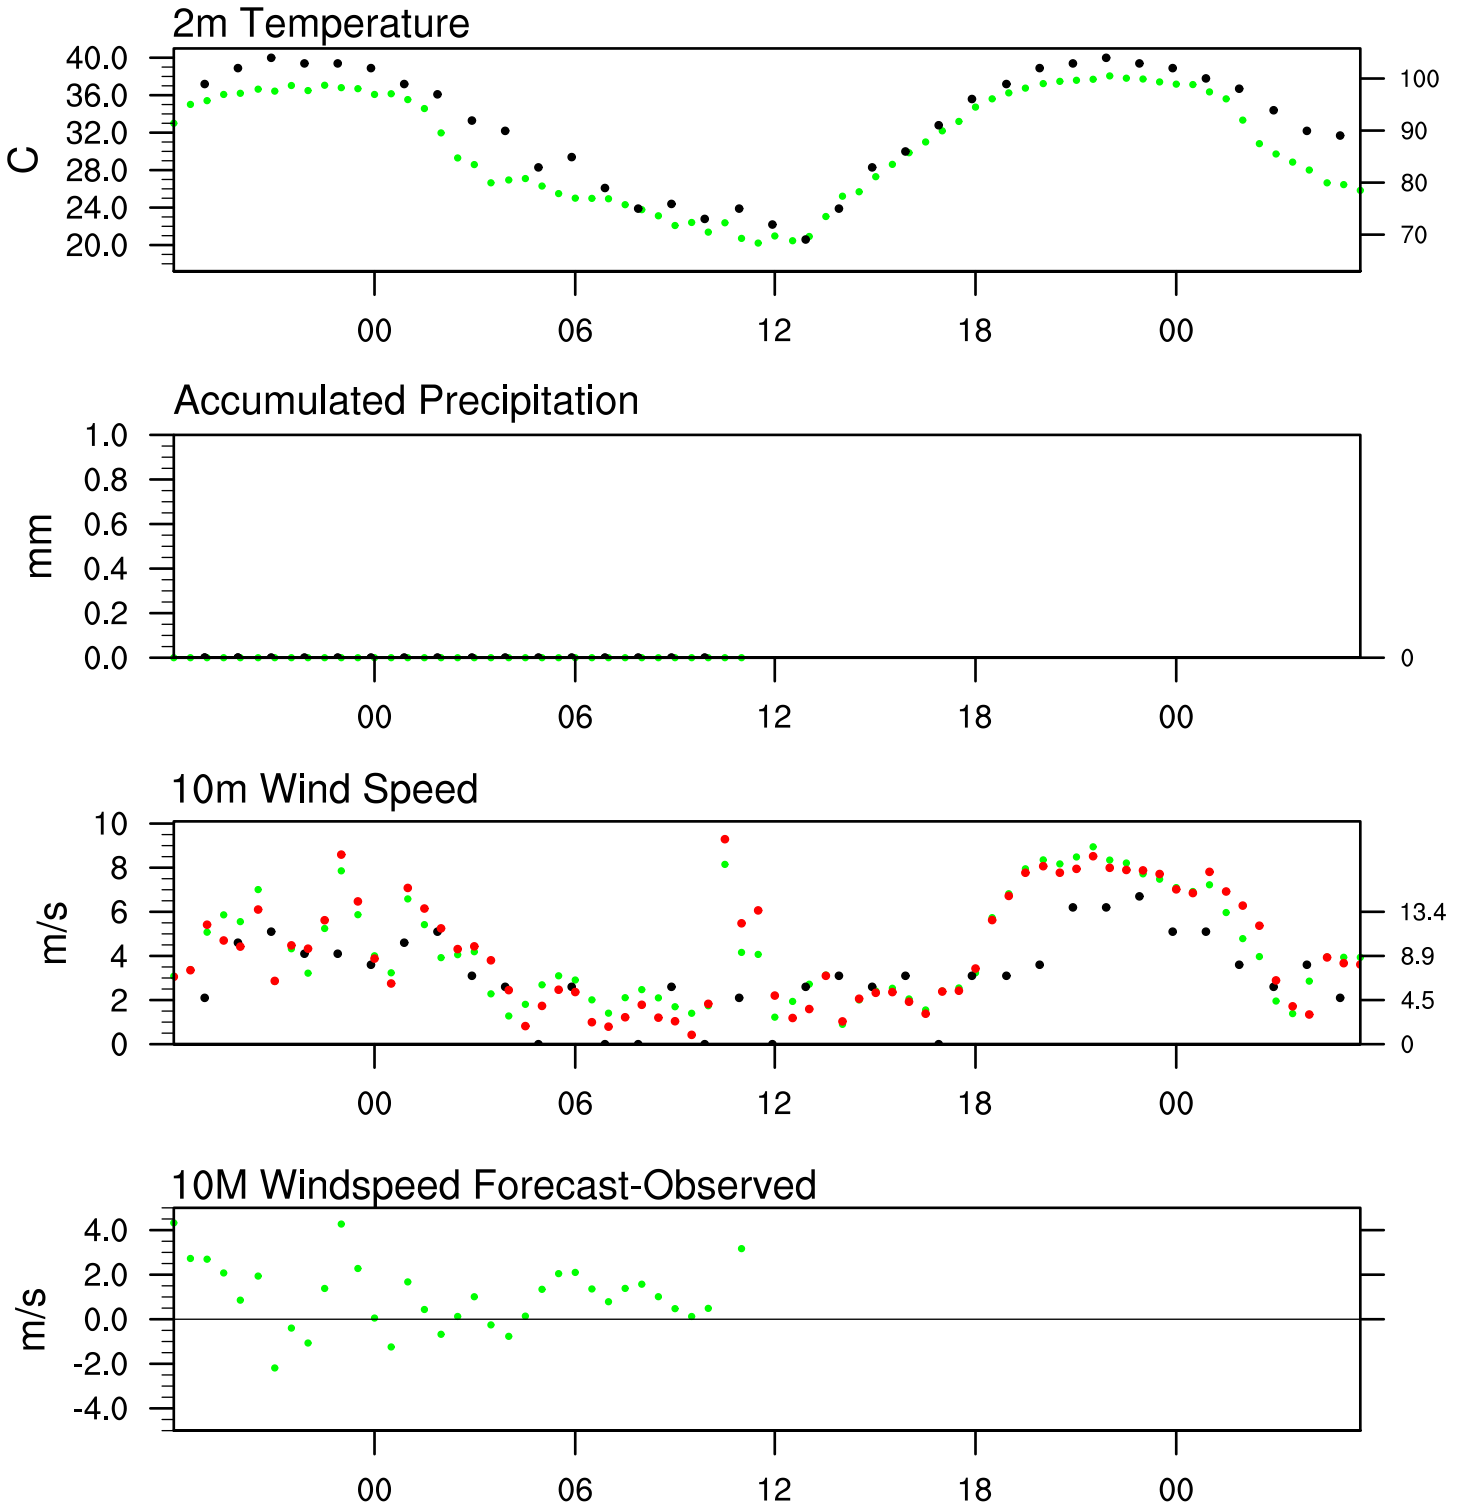 2m Temperature
40.0
36.0
32.0
28.0
24.0
20.0
C
100
90
80
70
00 06 12 18 00
Accumulated Precipitation
1.0
0.8
0.6
0.4
0.2
0.0
mm
0
00 06 12 18 00
10m Wind Speed
10
8
6
4
2
0
m/s
13.4
8.9
4.5
0
00 06 12 18 00
10M Windspeed Forecast-Observed
4.0
2.0
0.0
-2.0
-4.0
m/s
00 06 12 18 00